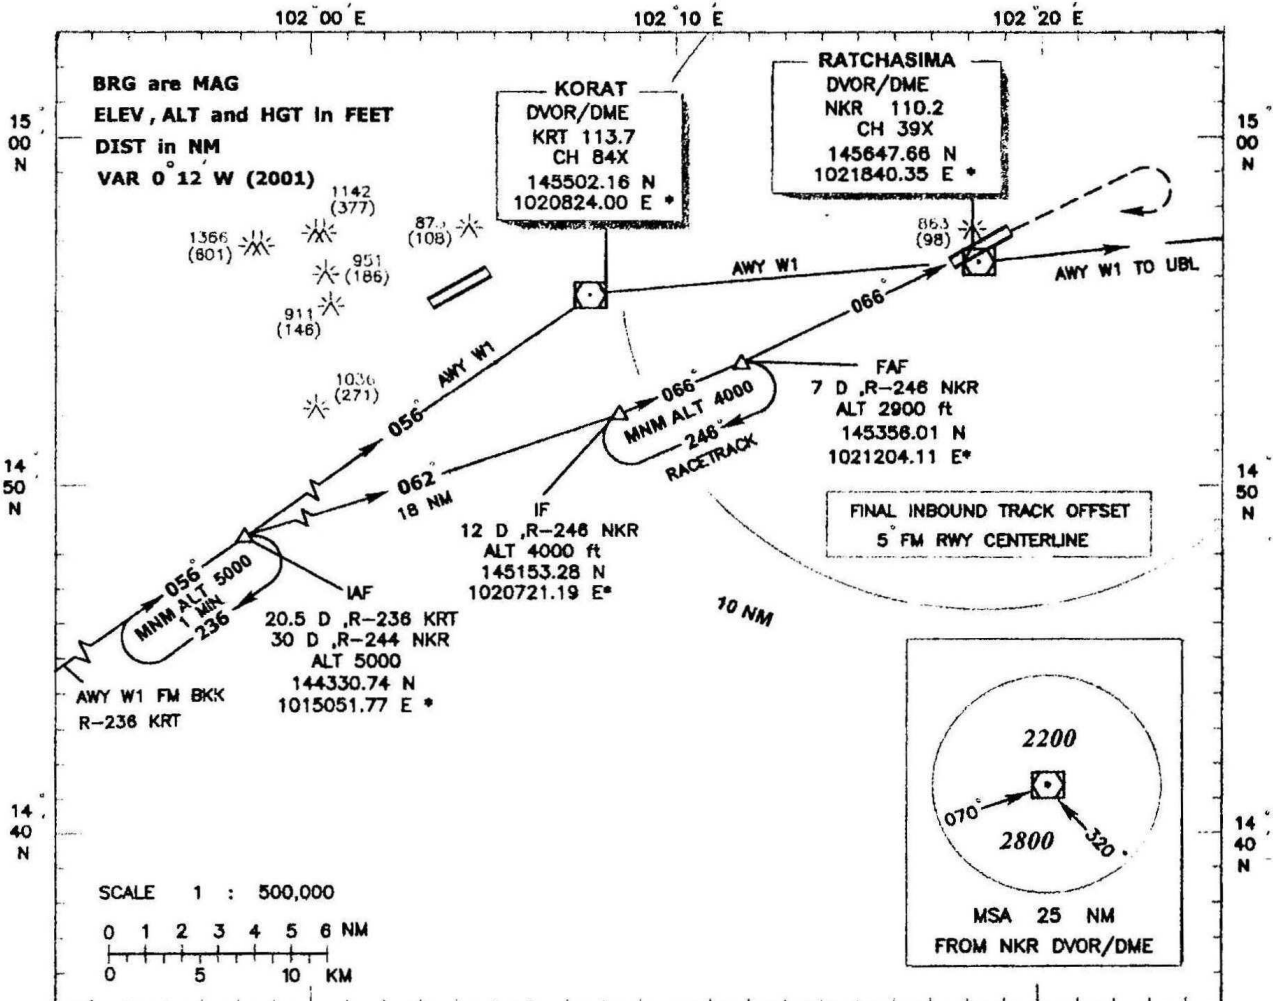 102°00'E 102°10'E 102°20'E
BRG are MAG
ELEV, ALT and HGT in FEET
DIST in NM
VAR 0°12'W (2001)
KORAT
DVOR/DME
KRT 113.7
CH 84X
145502.16 N
1020824.00 E *
RATCHASIMA
DVOR/DME
NKR 110.2
CH 39X
145647.66 N
1021840.35 E *
15°
00'
N
15°
00'
N
1142
(377)
1366
(601)
951
(186)
911
(146)
(108)
863
(98)
1036
(271)
AWY W1
AWY W1 TO UBL
AWY W1
056°
066°
066°
MNM ALT 4000
246°
RACETRACK
FAF
7 D ,R-246 NKR
ALT 2900 ft
145356.01 N
1021204.11 E*
14°
50'
N
14°
50'
N
062°
18 NM
IF
12 D ,R-246 NKR
ALT 4000 ft
145153.28 N
1020721.19 E*
FINAL INBOUND TRACK OFFSET
5° FM RWY CENTERLINE
056°
MNM ALT 5000
1 MIN
236°
IAF
20.5 D ,R-236 KRT
30 D ,R-244 NKR
ALT 5000
144330.74 N
1015051.77 E *
10 NM
AWY W1 FM BKK
R-236 KRT
2200
070°
2800
320°
MSA 25 NM
FROM NKR DVOR/DME
14°
40'
N
14°
40'
N
SCALE 1 : 500,000
0 1 2 3 4 5 6 NM
0 5 10 KM